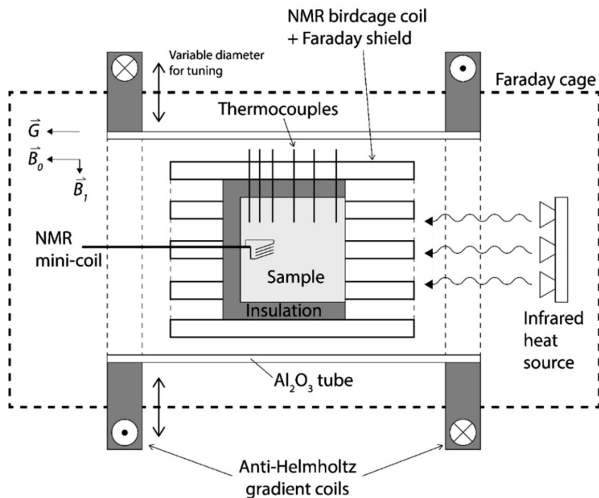 NMR birdcage coil
+ Faraday shield
Variable diameter
for tuning
Faraday cage
Thermocouples
G
B₀
B₁
NMR
mini-coil
Sample
Insulation
Infrared
heat
source
Al₂O₃ tube
Anti-Helmholtz
gradient coils